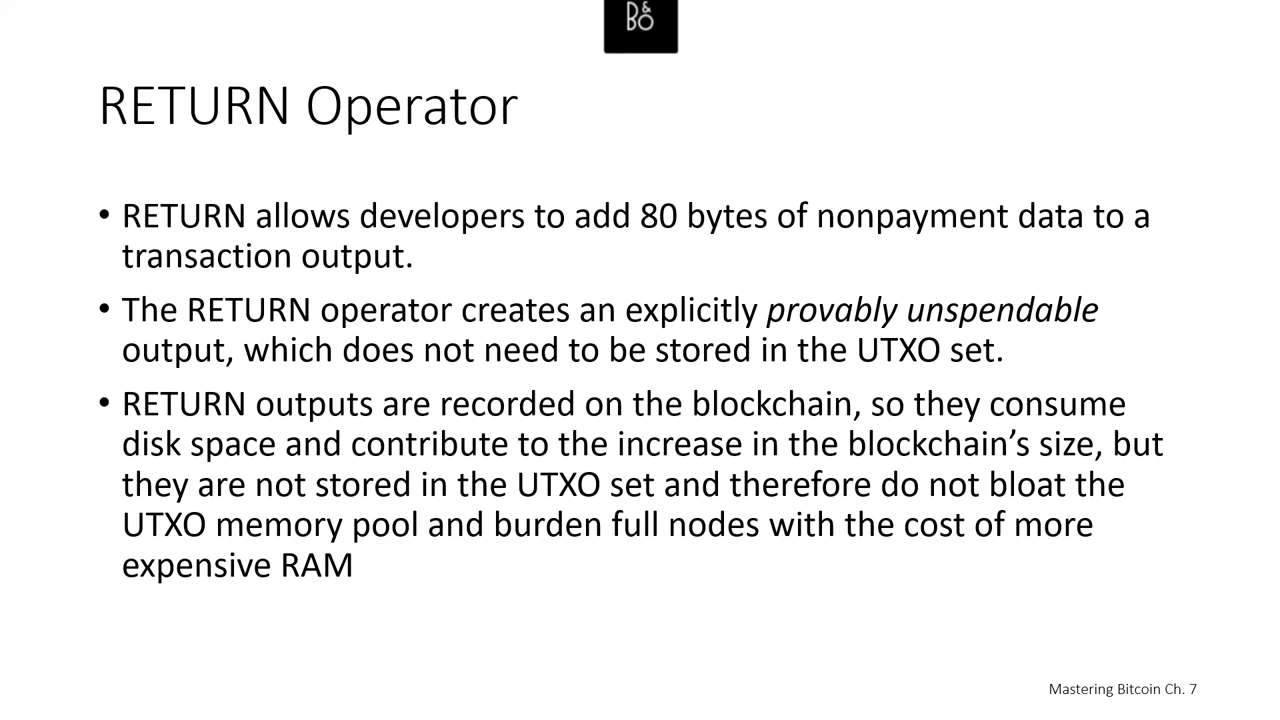 B&O
RETURN Operator
• RETURN allows developers to add 80 bytes of nonpayment data to a
transaction output.
• The RETURN operator creates an explicitly provably unspendable
output, which does not need to be stored in the UTXO set.
• RETURN outputs are recorded on the blockchain, so they consume
disk space and contribute to the increase in the blockchain’s size, but
they are not stored in the UTXO set and therefore do not bloat the
UTXO memory pool and burden full nodes with the cost of more
expensive RAM
Mastering Bitcoin Ch. 7